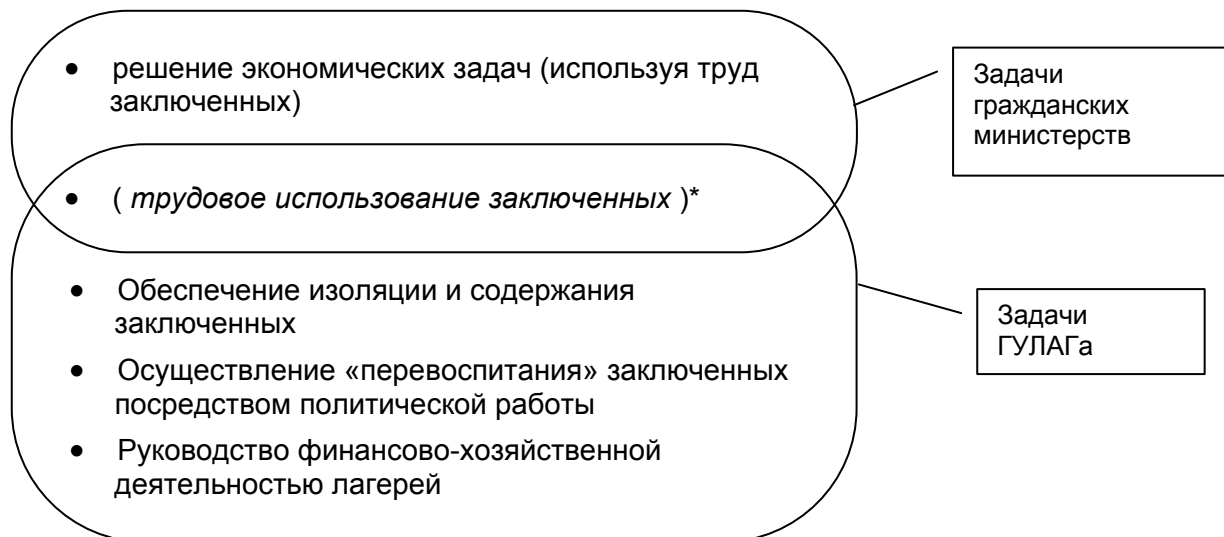 • решение экономических задач (используя труд
заключенных)
• ( трудовое использование заключенных )*
• Обеспечение изоляции и содержания
заключенных
• Осуществление «перевоспитания» заключенных
посредством политической работы
• Руководство финансово-хозяйственной
деятельностью лагерей
Задачи
гражданских
министерств
Задачи
ГУЛАГа